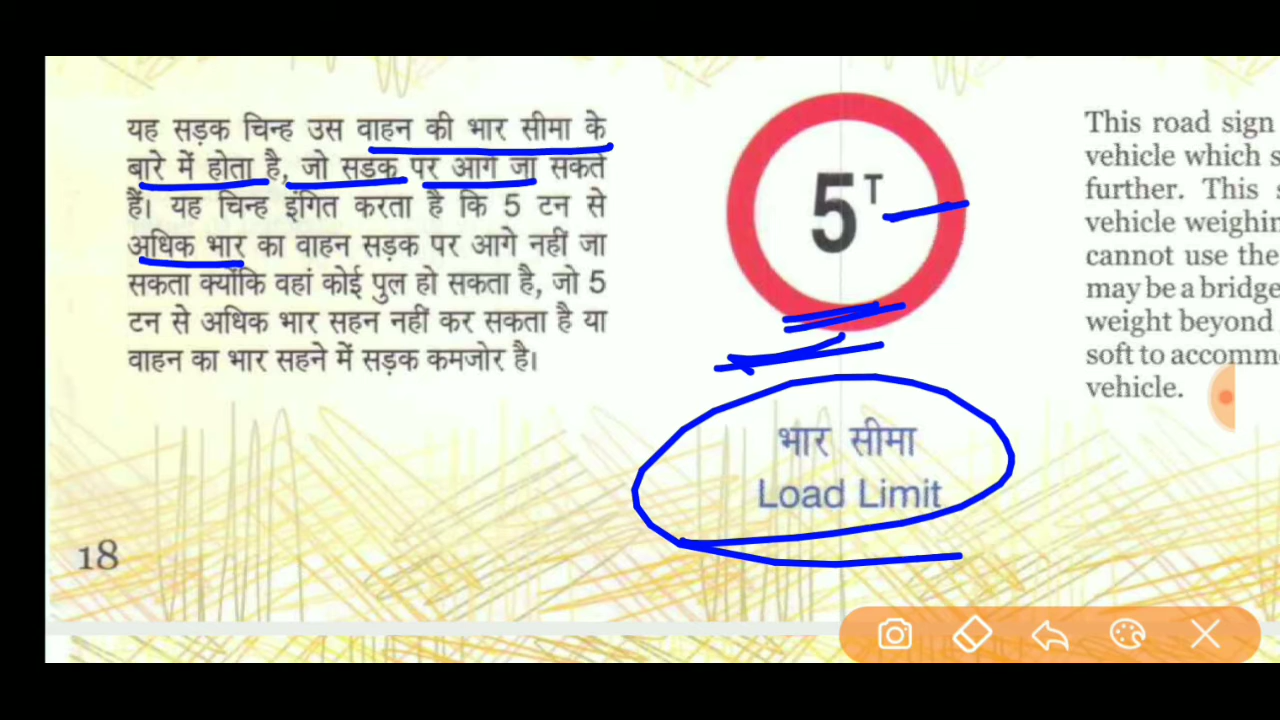 यह सड़क चिन्ह उस वाहन की भार सीमा के
बारे में होता है, जो सड़क पर आगे जा सकते
हैं। यह चिन्ह इंगित करता है कि 5 टन से
अधिक भार का वाहन सड़क पर आगे नहीं जा
सकता क्योंकि वहां कोई पुल हो सकता है, जो 5
टन से अधिक भार सहन नहीं कर सकता है या
वाहन का भार सहने में सड़क कमजोर है।
18
5T
भार सीमा
Load Limit
This road sign
vehicle which s
further. This s
vehicle weighin
cannot use the
may be a bridge
weight beyond
soft to accomm
vehicle.